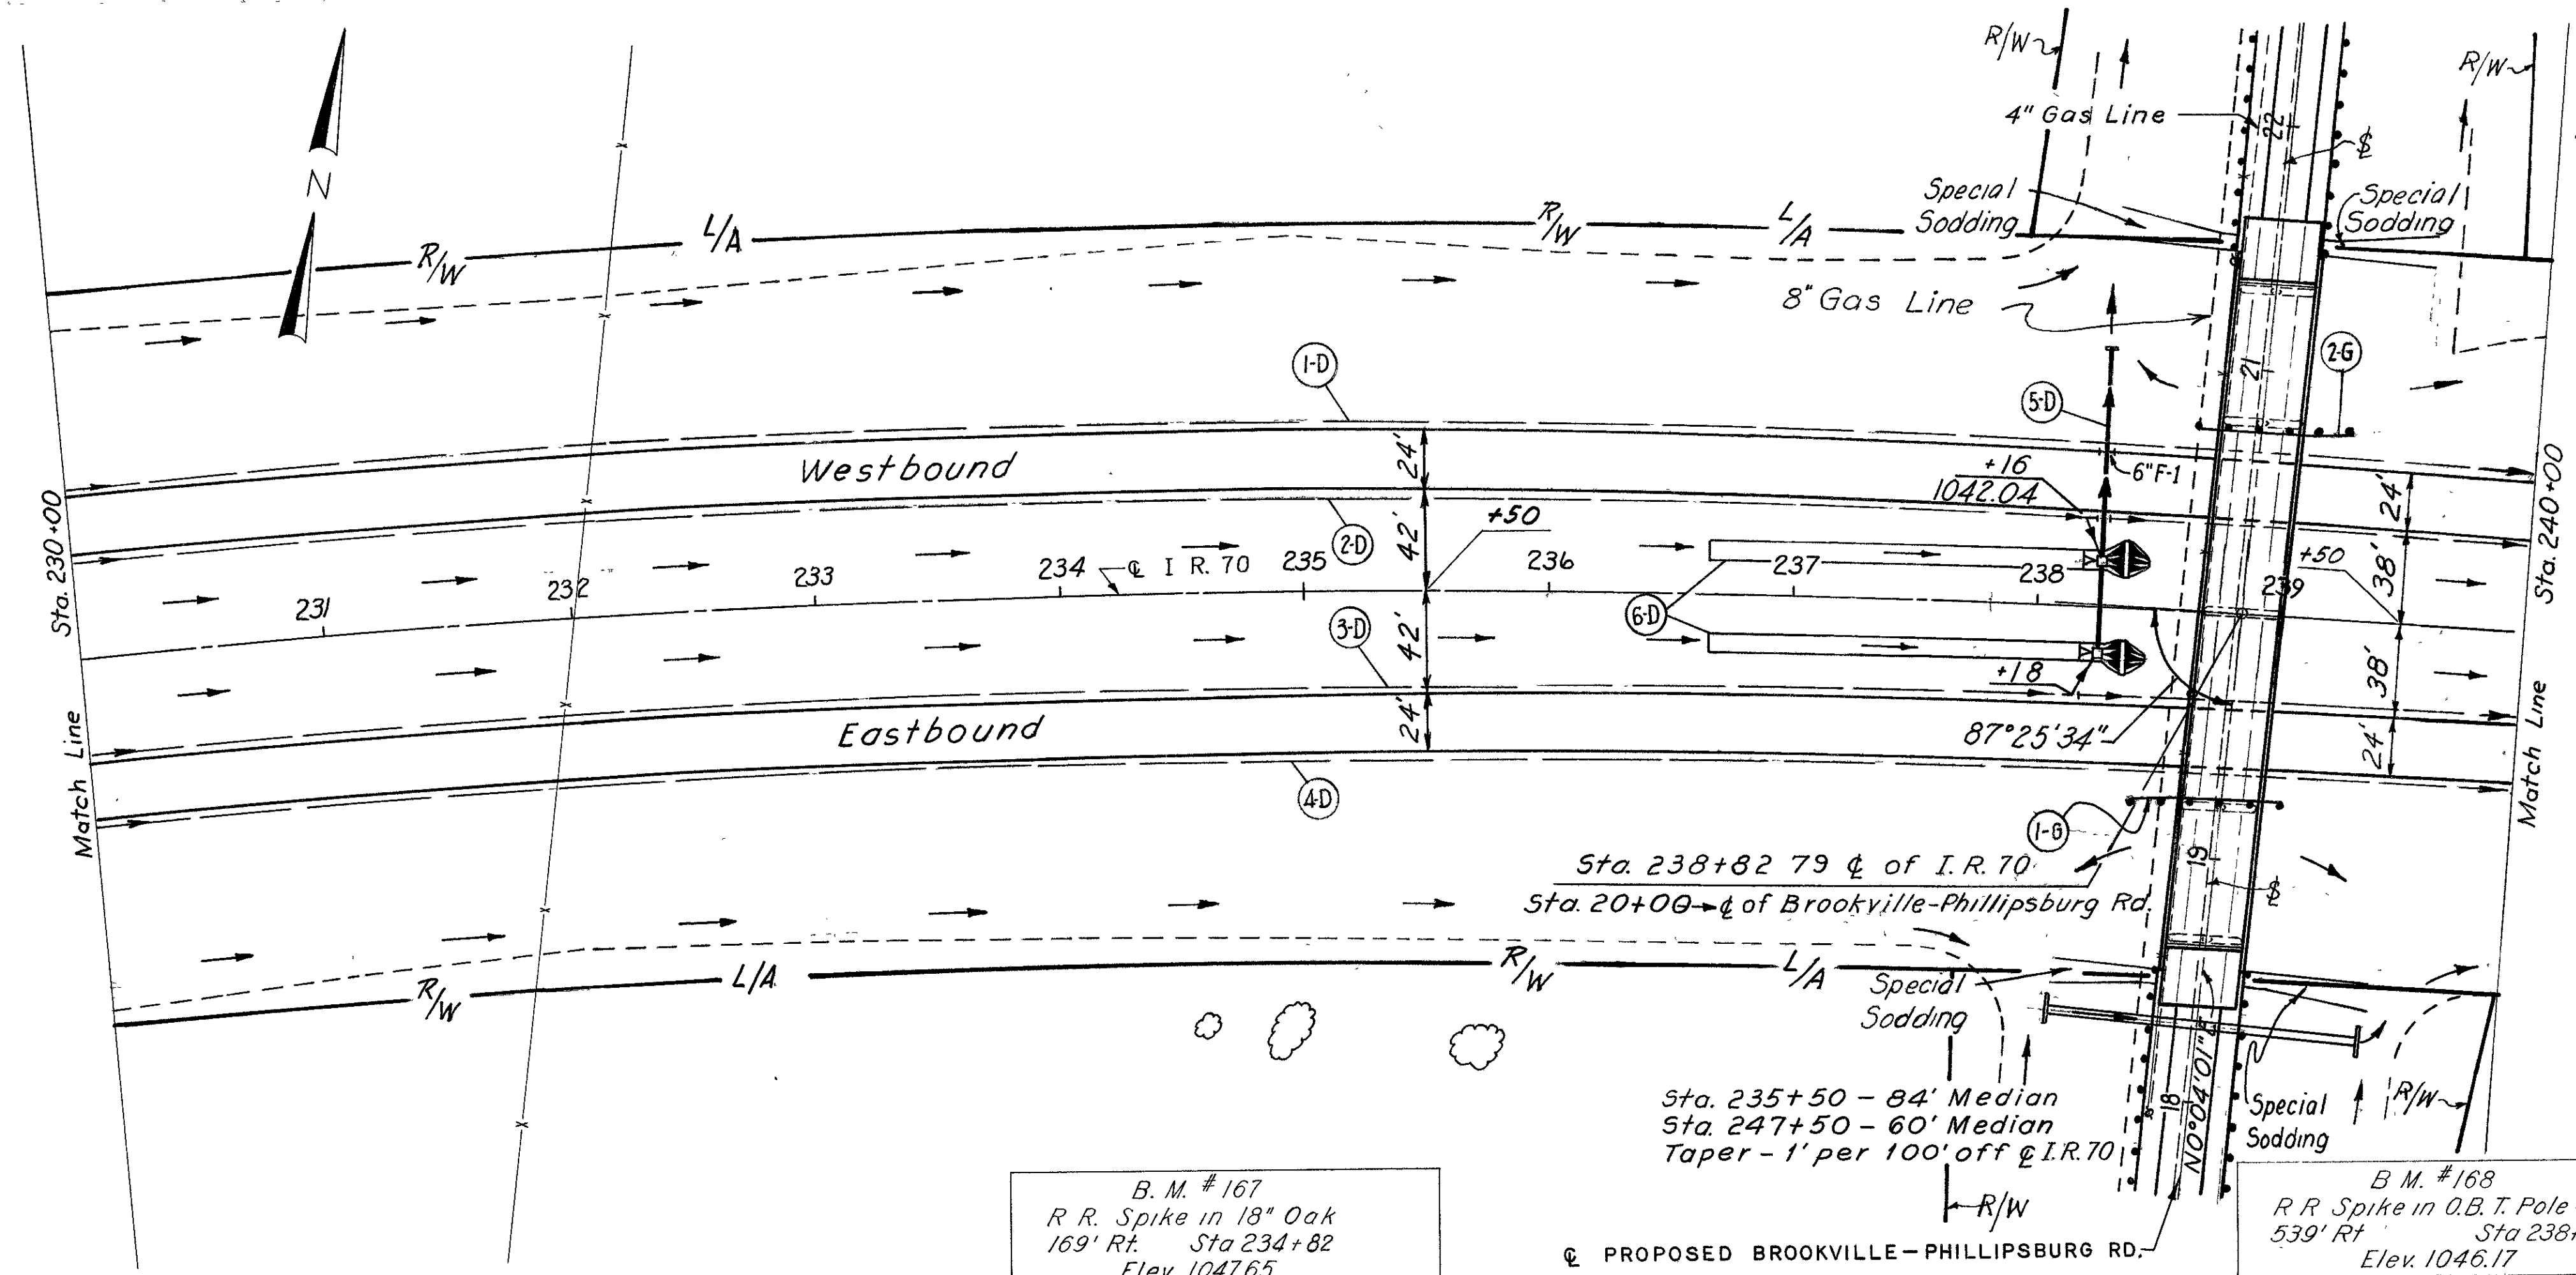 R/W
R/W
4" Gas Line
22
℄
Special
Sodding
Special
Sodding
N
R/W
L/A
R/W
L/A
8" Gas Line
21
2-G
1-D
5-D
6"F-1
Westbound
24'
+16
1042.04
24'
Sta. 230+00
Sta. 240+00
2-D
42'
+50
38'
+50
231
232
233
234
℄ I R. 70
235
236
237
238
239
3-D
42'
6-D
38'
+18
87°25'34"
Eastbound
24'
24'
Match Line
Match Line
4-D
1-G
19
℄
Sta. 238+82 79 ℄ of I.R. 70
Sta. 20+00 ℄ of Brookville-Phillipsburg Rd.
R/W
L/A
R/W
L/A
Special
Sodding
N0°04'01"E
18
Special
Sodding
R/W
Sta. 235+50 - 84' Median
Sta. 247+50 - 60' Median
Taper - 1' per 100' off ℄ I.R. 70
R/W
℄ PROPOSED BROOKVILLE-PHILLIPSBURG RD.
B. M. #167
R R. Spike in 18" Oak
169' Rt. Sta 234+82
Elev. 1047.65
B M. #168
R R Spike in O.B.T. Pole
539' Rt Sta 238+
Elev. 1046.17